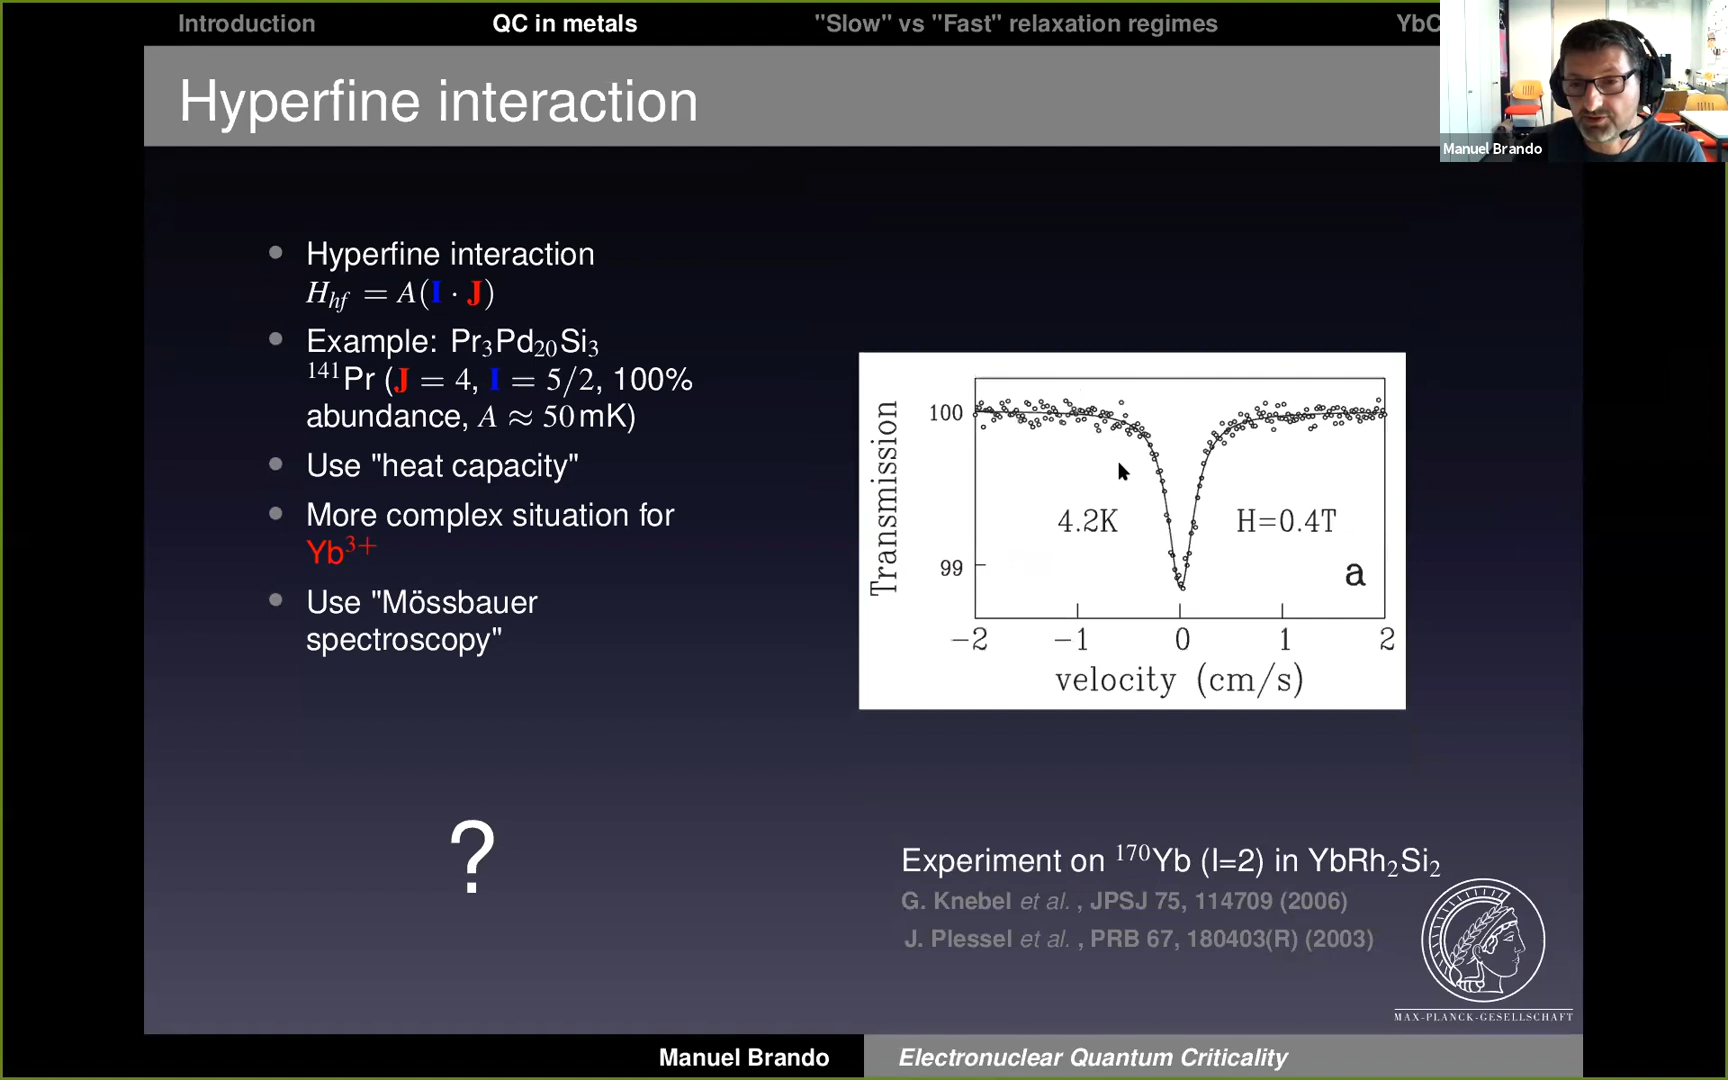 Introduction QC in metals "Slow" vs "Fast" relaxation regimes YbC
Hyperfine interaction
Manuel Brando
Hyperfine interaction
H_hf = A(I · J)
Example: Pr₃Pd₂₀Si₃
¹⁴¹Pr (J = 4, I = 5/2, 100%
abundance, A ≈ 50 mK)
Use "heat capacity"
More complex situation for
Yb³⁺
Use "Mössbauer
spectroscopy"
?
Transmission
100
99
4.2K H=0.4T
a
−2 −1 0 1 2
velocity (cm/s)
Experiment on ¹⁷⁰Yb (I=2) in YbRh₂Si₂
G. Knebel et al. , JPSJ 75, 114709 (2006)
J. Plessel et al. , PRB 67, 180403(R) (2003)
MAX-PLANCK-GESELLSCHAFT
Manuel Brando Electronuclear Quantum Criticality